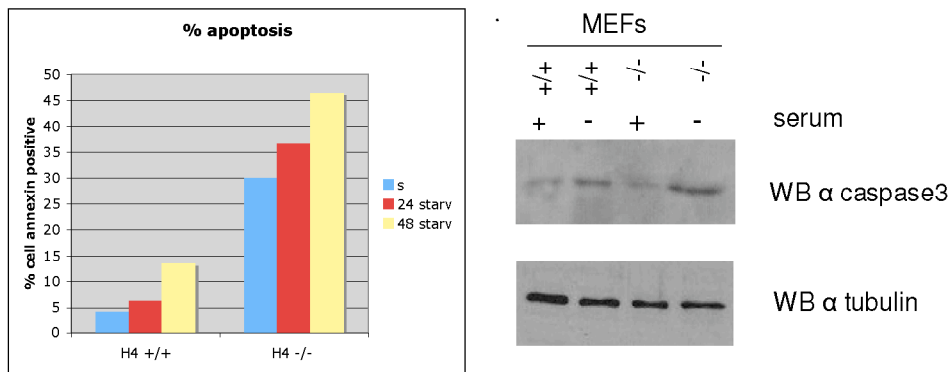 % apoptosis
50
45
40
35
30
25
20
15
10
5
0
% cell annexin positive
H4 +/+
H4 -/-
s
24 starv
48 starv
MEFs
+/+ +/+ -/- -/-
+ - + - serum
WB α caspase3
WB α tubulin